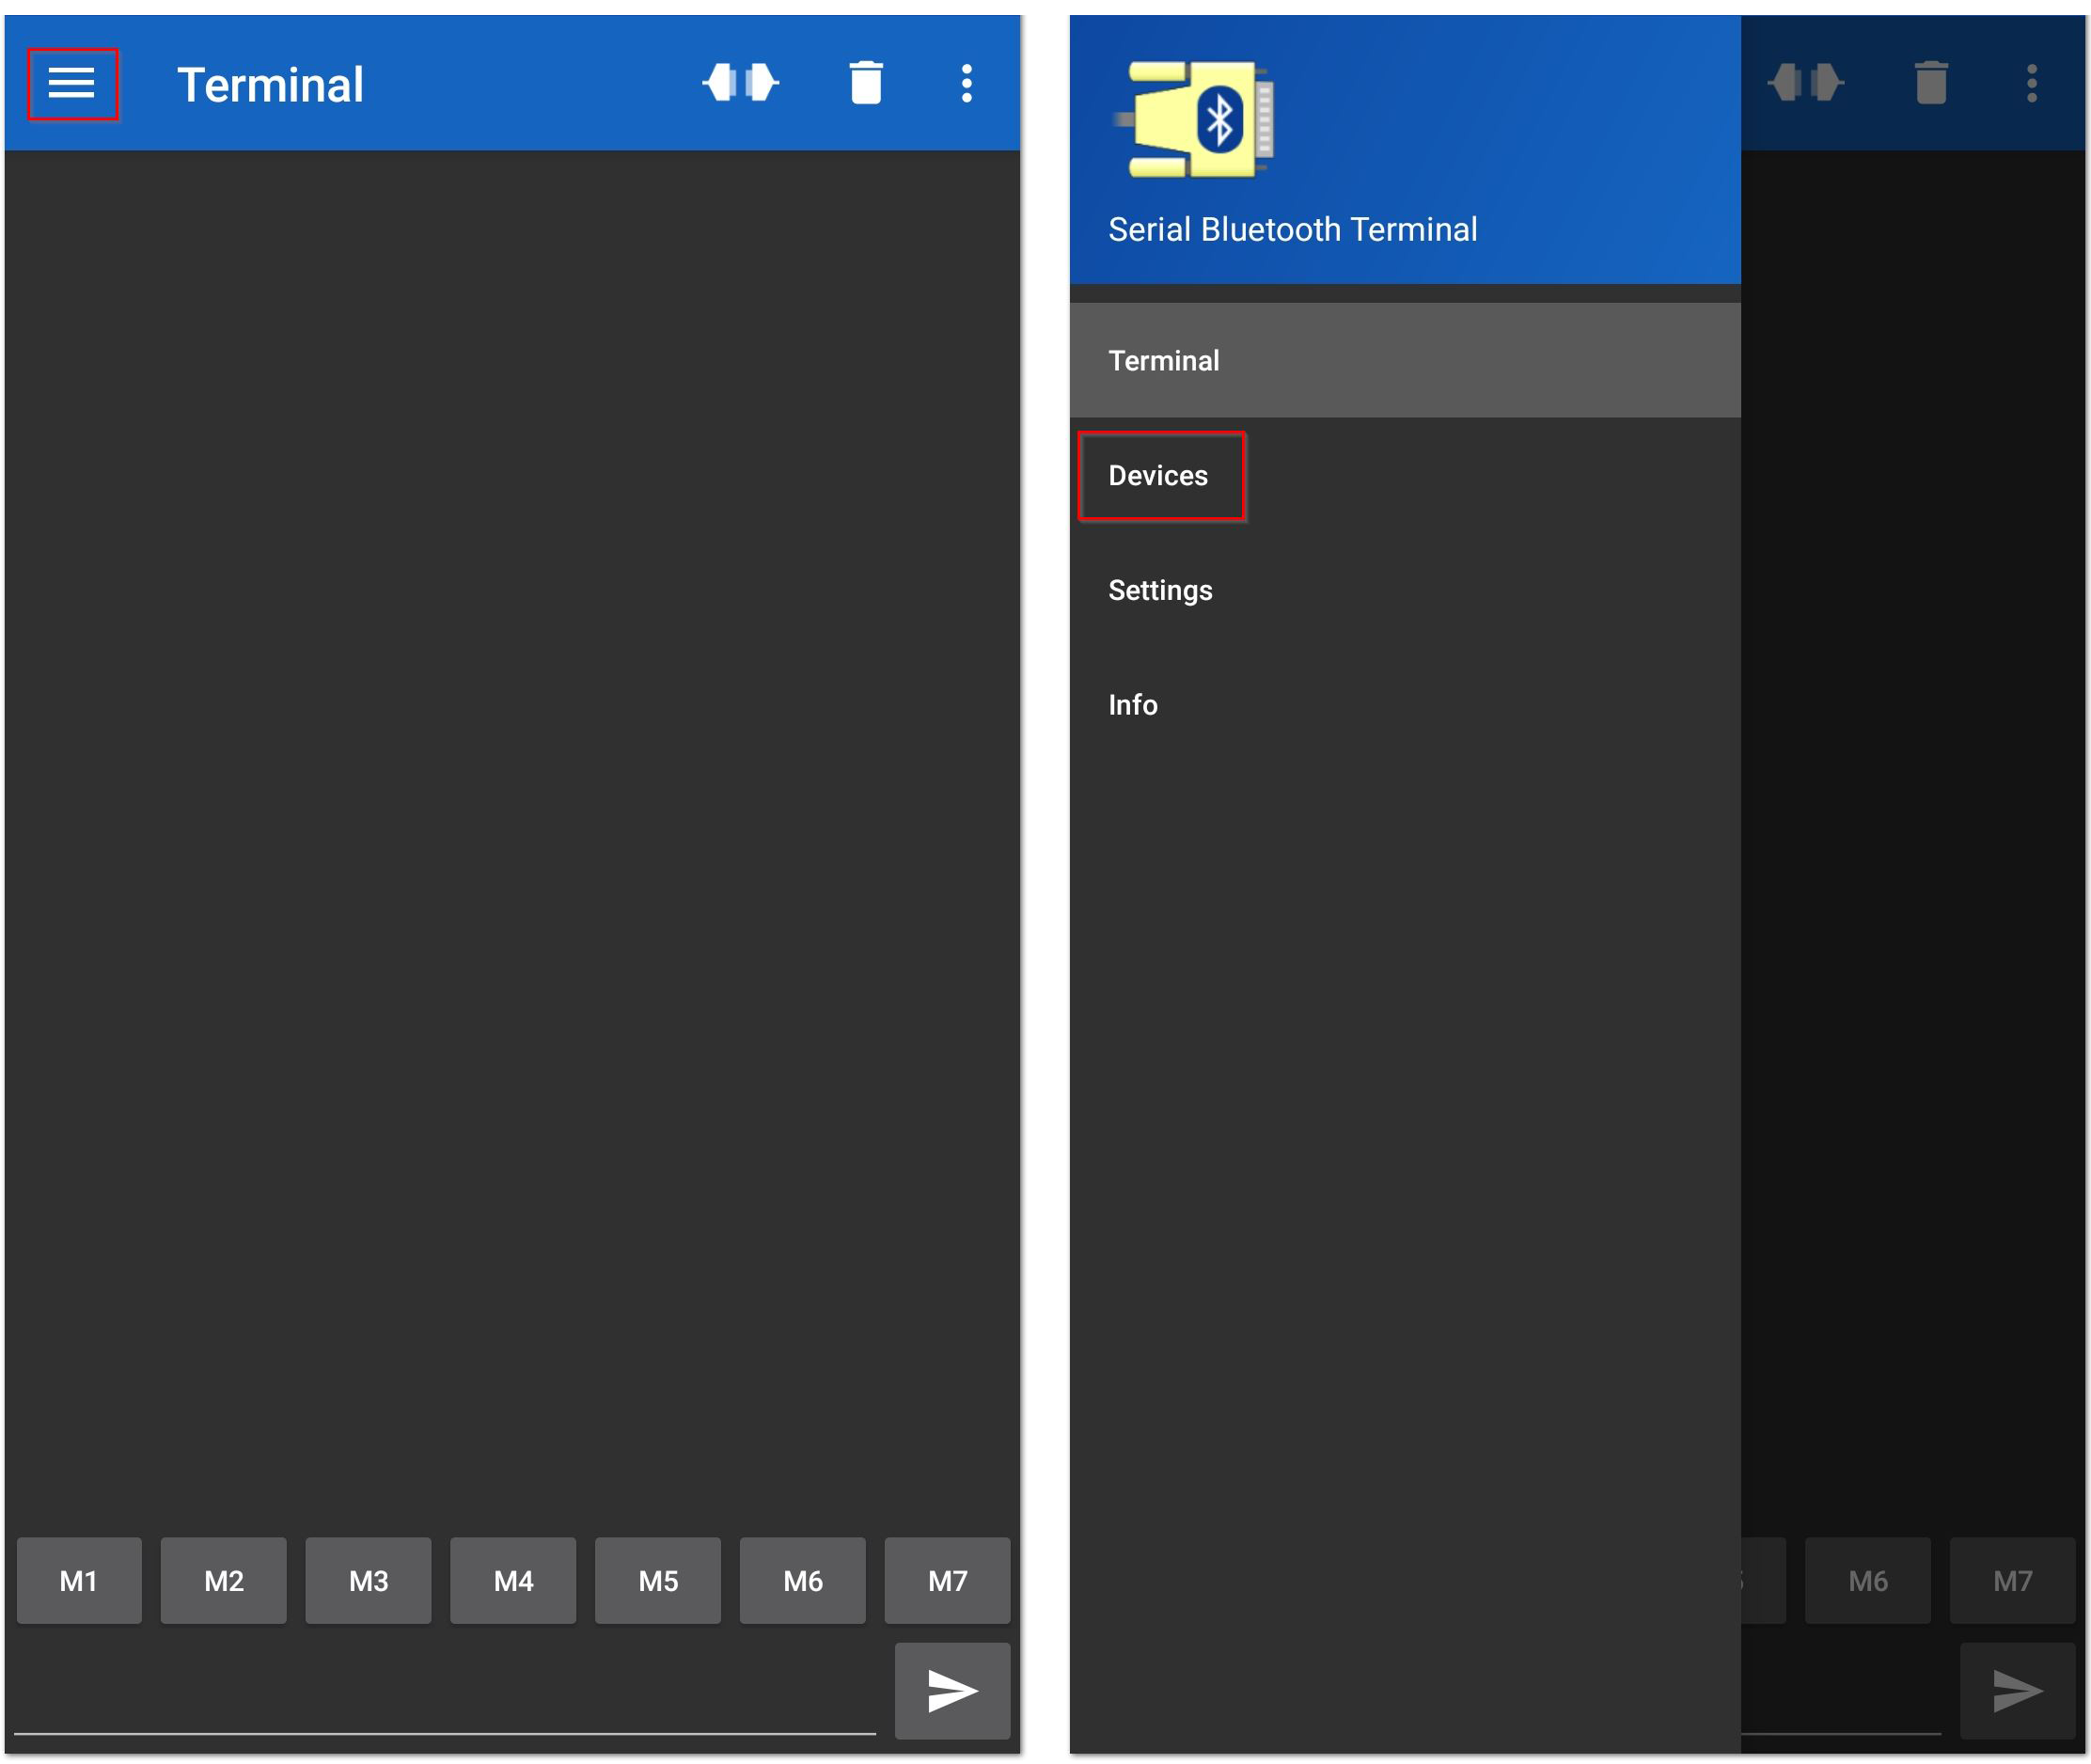 Terminal
M1 M2 M3 M4 M5 M6 M7
Serial Bluetooth Terminal
Terminal
Devices
Settings
Info
M6 M7